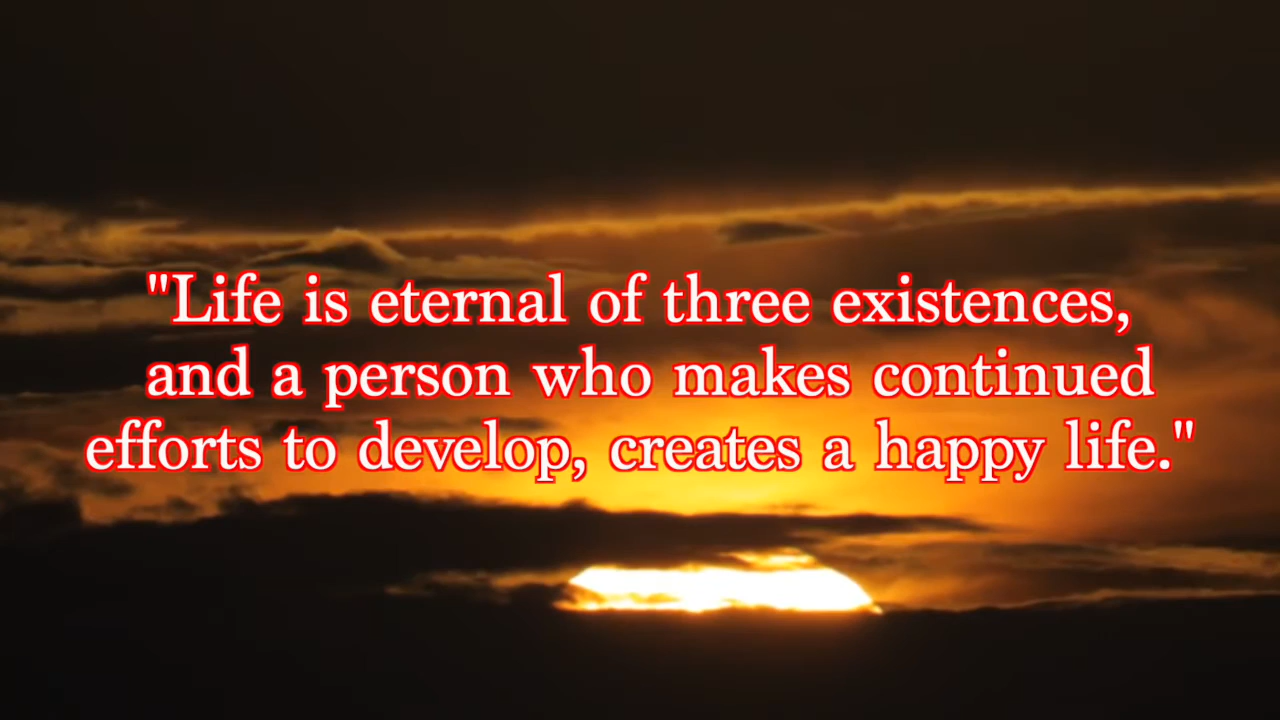 "Life is eternal of three existences,
and a person who makes continued
efforts to develop, creates a happy life."